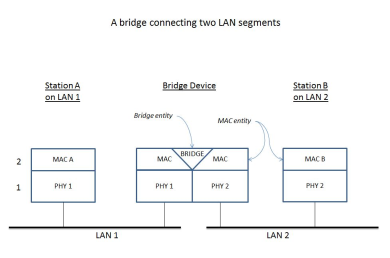 A bridge connecting two LAN segments
Station A
on LAN 1
Bridge Device
Station B
on LAN 2
Bridge entity
MAC entity
2
MAC A
MAC
BRIDGE
MAC
MAC B
1
PHY 1
PHY 1
PHY 2
PHY 2
LAN 1
LAN 2